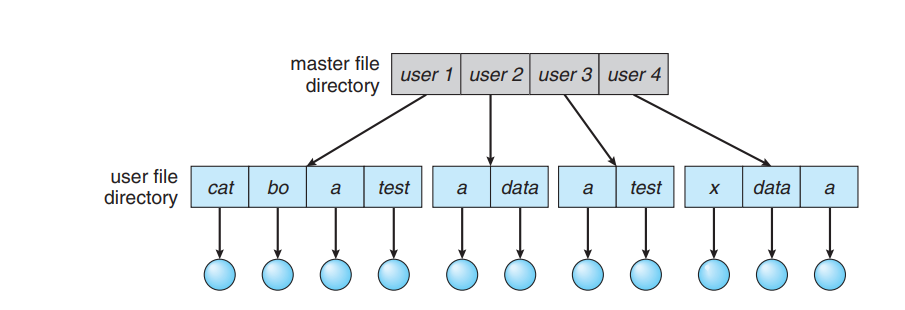 master file
directory
user 1 user 2 user 3 user 4
user file
directory
cat bo a test a data a test x data a